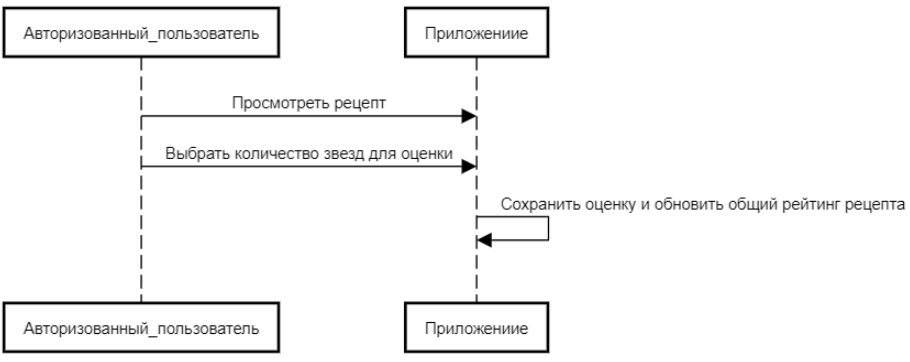 Авторизованный_пользователь
Приложениие
Просмотреть рецепт
Выбрать количество звезд для оценки
Сохранить оценку и обновить общий рейтинг рецепта
Авторизованный_пользователь
Приложениие